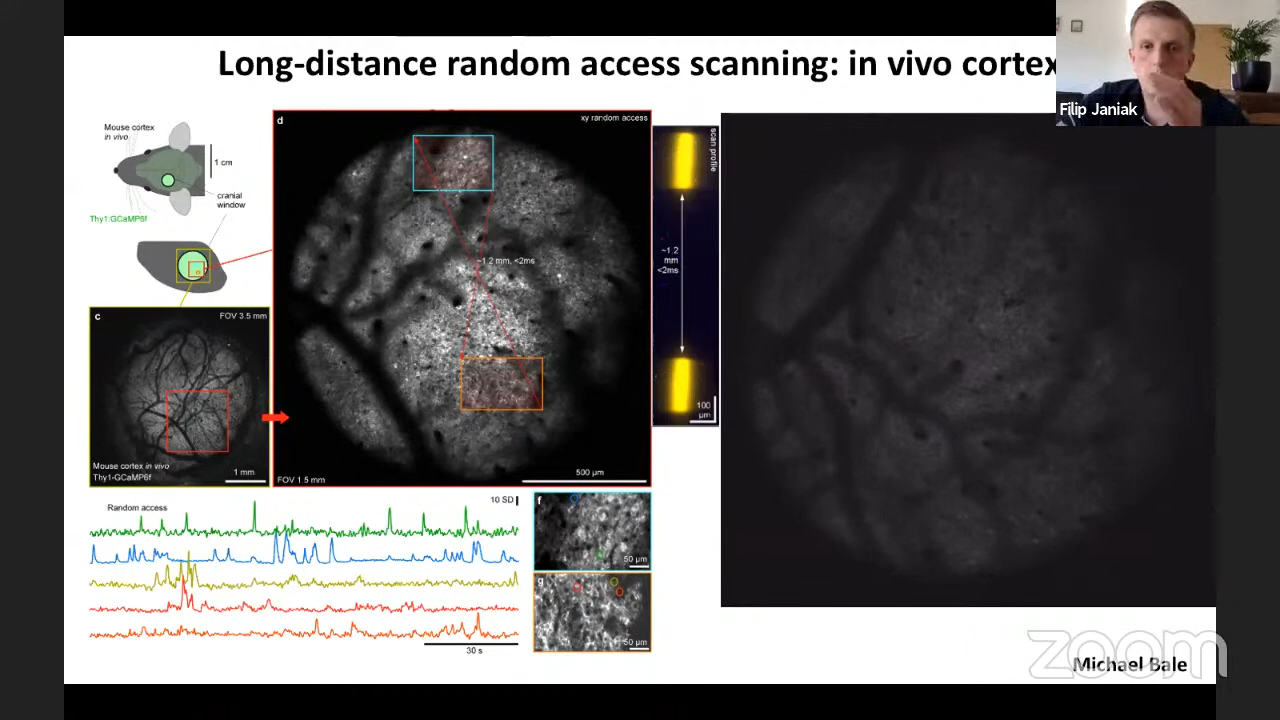 Long-distance random access scanning: in vivo cortex
Filip Janiak
Mouse cortex
in vivo
1 cm
cranial
window
Thy1:GCaMP6f
c
FOV 3.5 mm
Mouse cortex in vivo
Thy1-GCaMP6f
1 mm
d
xy random access
~1.2 mm, <2ms
FOV 1.5 mm
500 µm
scan profile
~1.2
mm
<2ms
100
µm
Random access
10 SD
30 s
f
50 µm
g
50 µm
zoom
Michael Bale